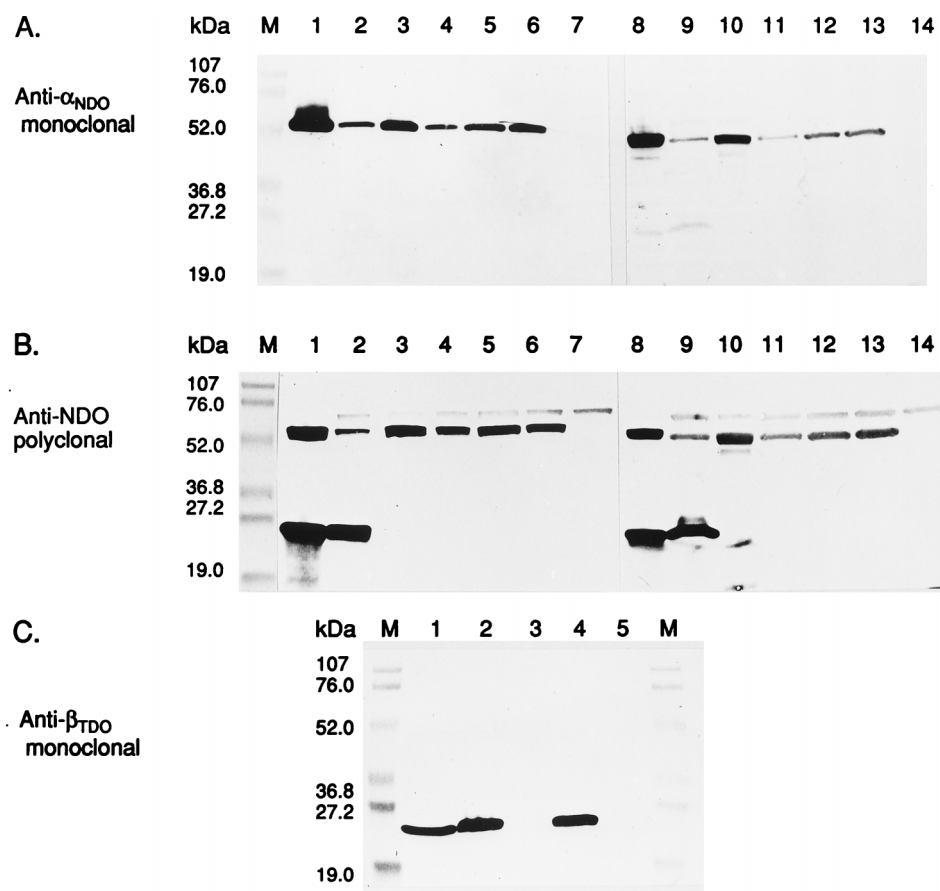 A.
kDa M 1 2 3 4 5 6 7 8 9 10 11 12 13 14
Anti-αNDO
monoclonal
107
76.0
52.0
36.8
27.2
19.0
B.
kDa M 1 2 3 4 5 6 7 8 9 10 11 12 13 14
Anti-NDO
polyclonal
107
76.0
52.0
36.8
27.2
19.0
C.
kDa M 1 2 3 4 5 M
Anti-βTDO
monoclonal
107
76.0
52.0
36.8
27.2
19.0